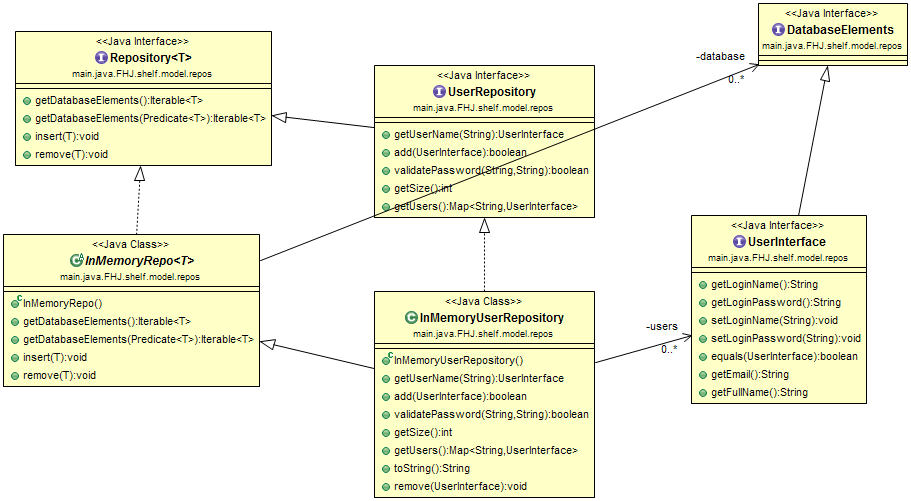 <<Java Interface>>
Repository<T>
main.java.FHJ.shelf.model.repos
getDatabaseElements():Iterable<T>
getDatabaseElements(Predicate<T>):Iterable<T>
insert(T):void
remove(T):void
<<Java Interface>>
UserRepository
main.java.FHJ.shelf.model.repos
getUserName(String):UserInterface
add(UserInterface):boolean
validatePassword(String,String):boolean
getSize():int
getUsers():Map<String,UserInterface>
<<Java Interface>>
DatabaseElements
main.java.FHJ.shelf.model.repos
-database
0..*
<<Java Class>>
InMemoryRepo<T>
main.java.FHJ.shelf.model.repos
InMemoryRepo()
getDatabaseElements():Iterable<T>
getDatabaseElements(Predicate<T>):Iterable<T>
insert(T):void
remove(T):void
<<Java Class>>
InMemoryUserRepository
main.java.FHJ.shelf.model.repos
InMemoryUserRepository()
getUserName(String):UserInterface
add(UserInterface):boolean
validatePassword(String,String):boolean
getSize():int
getUsers():Map<String,UserInterface>
toString():String
remove(UserInterface):void
-users
0..*
<<Java Interface>>
UserInterface
main.java.FHJ.shelf.model.repos
getLoginName():String
getLoginPassword():String
setLoginName(String):void
setLoginPassword(String):void
equals(UserInterface):boolean
getEmail():String
getFullName():String